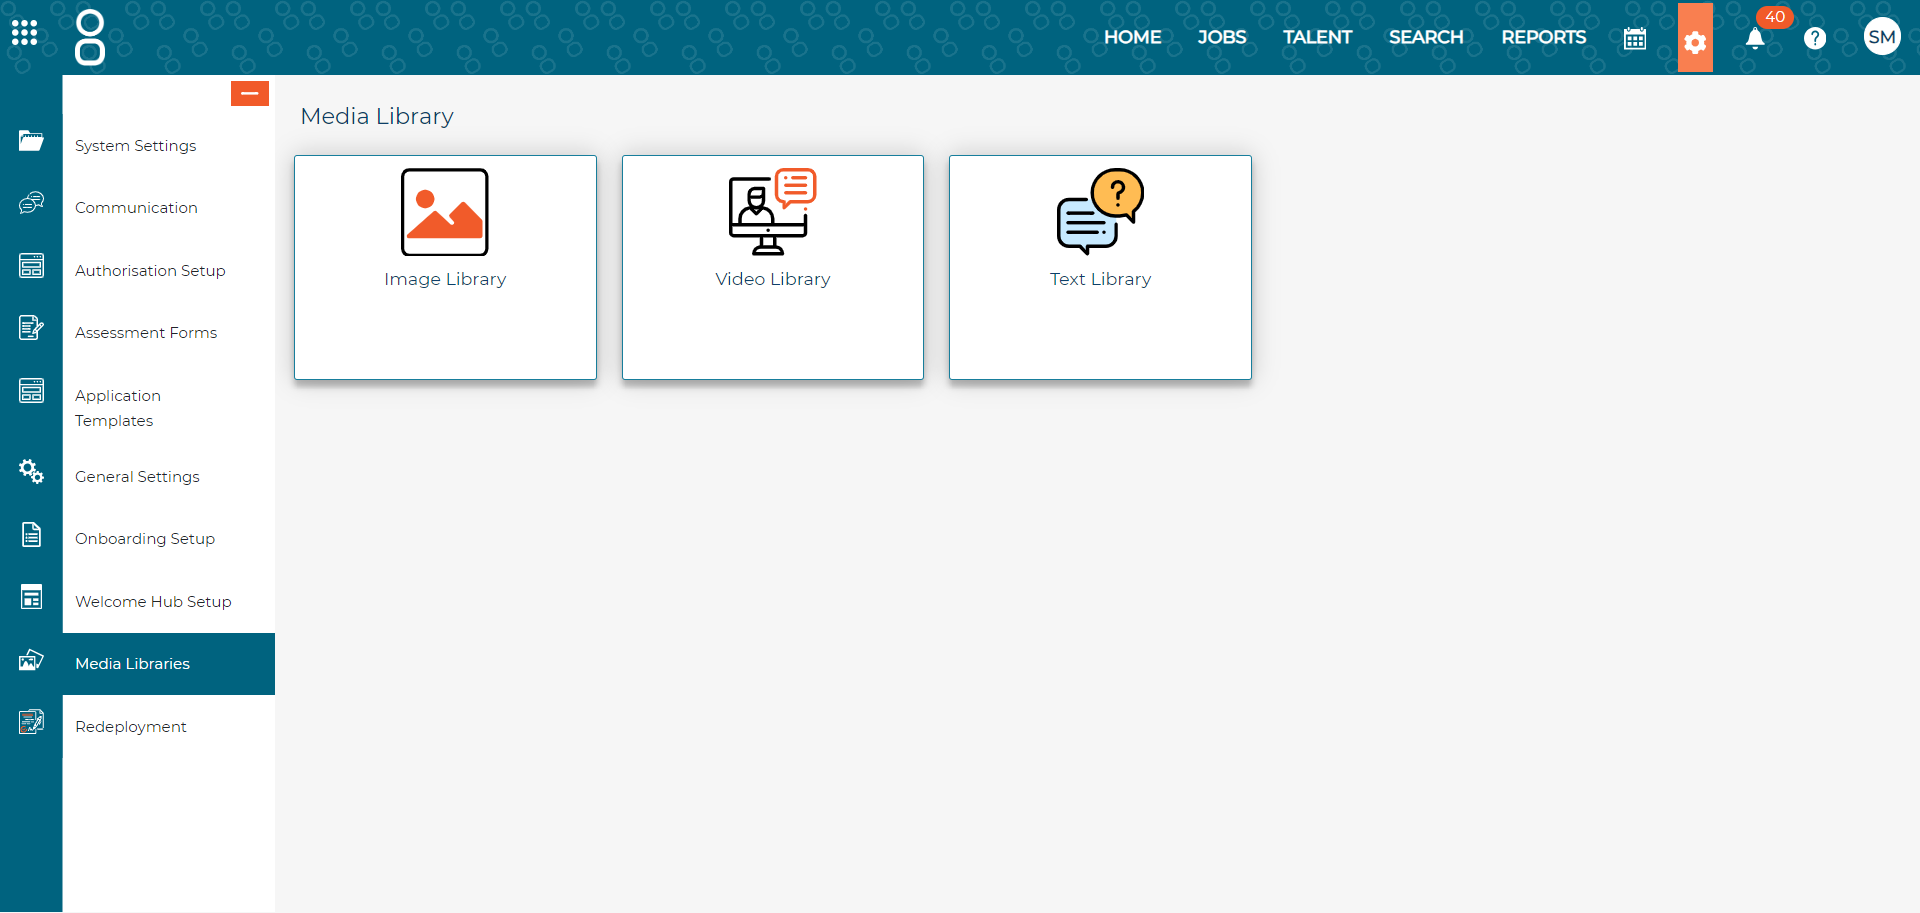 HOME JOBS TALENT SEARCH REPORTS 40 SM
System Settings
Communication
Authorisation Setup
Assessment Forms
Application
Templates
General Settings
Onboarding Setup
Welcome Hub Setup
Media Libraries
Redeployment
Media Library
Image Library
Video Library
Text Library